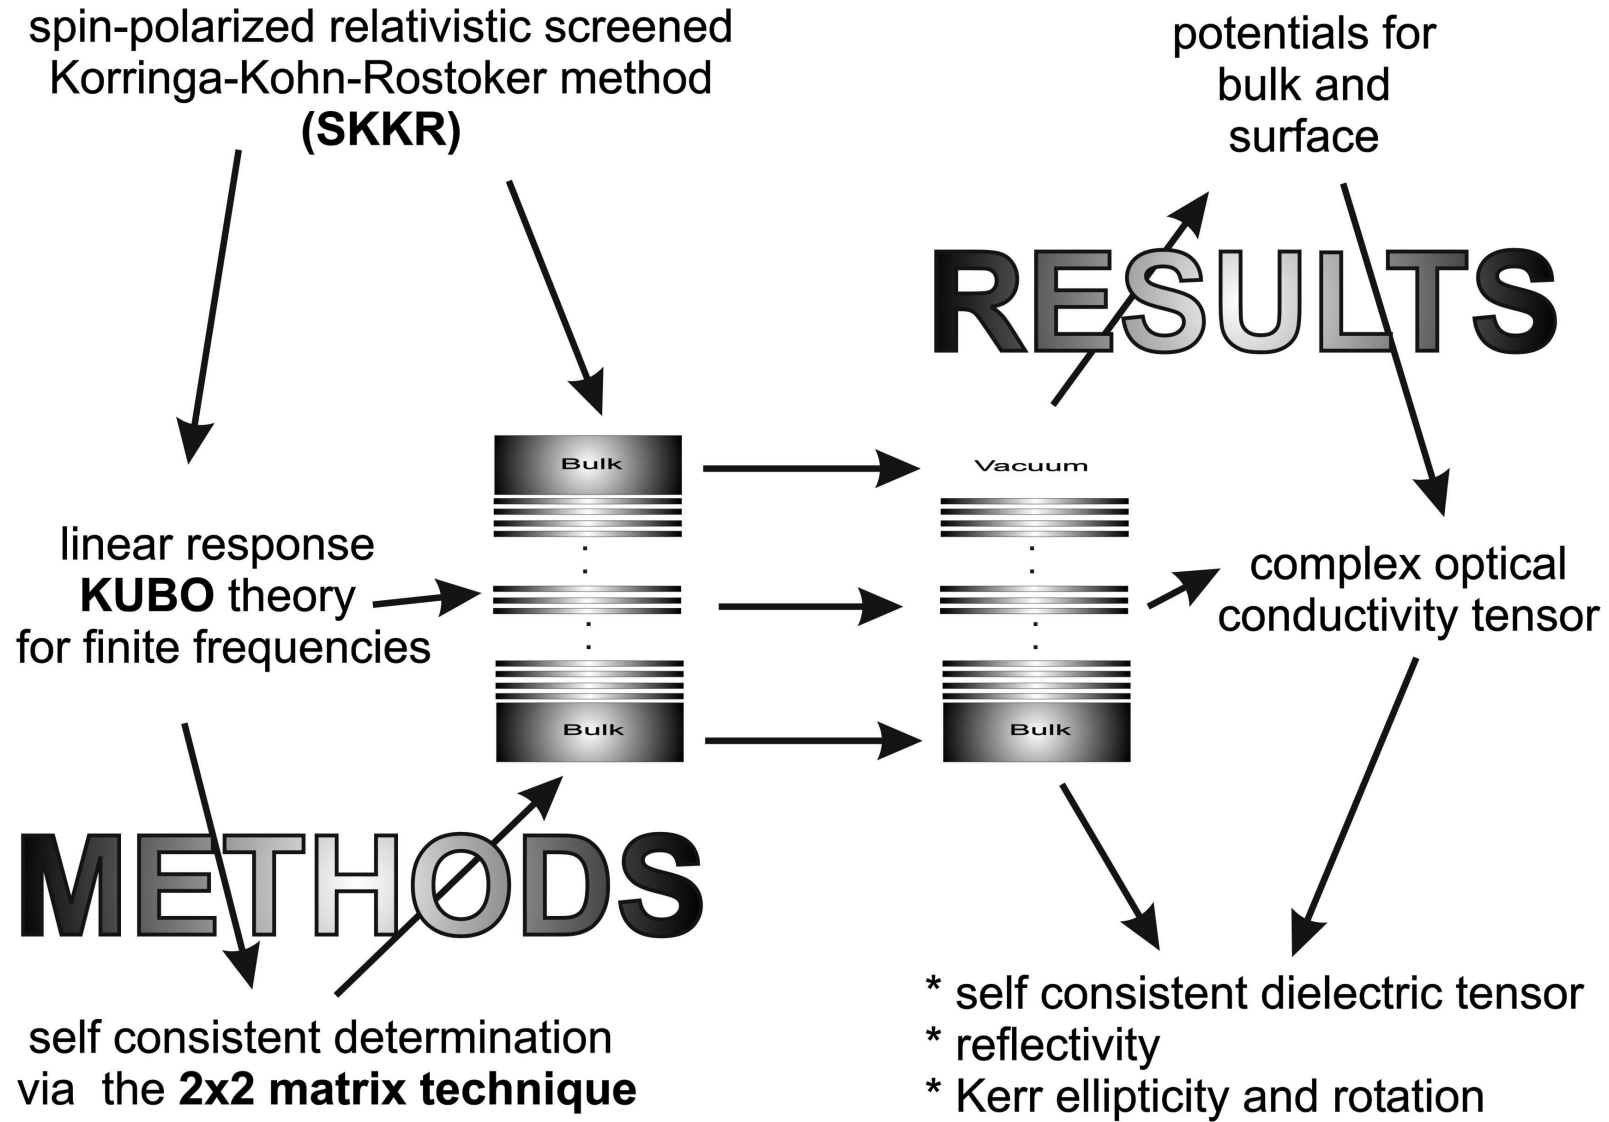 spin-polarized relativistic screened
Korringa-Kohn-Rostoker method
(SKKR)
potentials for
bulk and
surface
RESULTS
Bulk
Vacuum
linear response
KUBO theory
for finite frequencies
complex optical
conductivity tensor
Bulk
Bulk
METHODS
self consistent determination
via the 2x2 matrix technique
* self consistent dielectric tensor
* reflectivity
* Kerr ellipticity and rotation